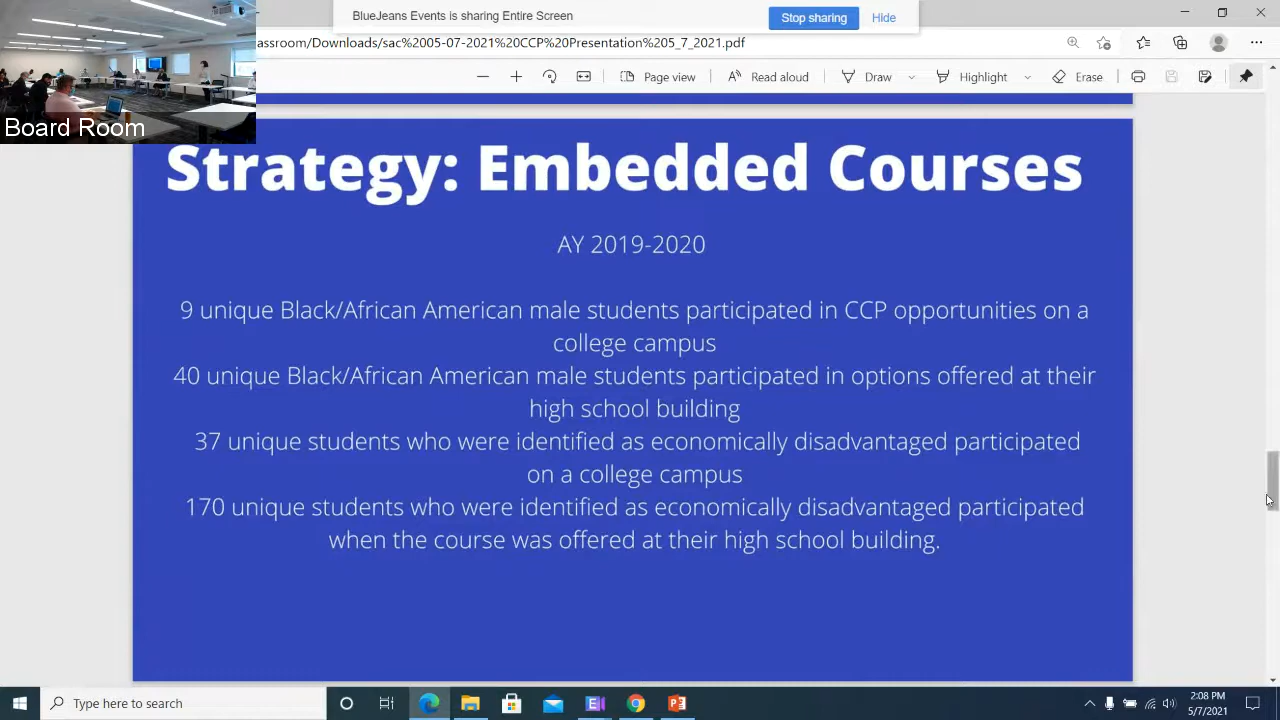 BlueJeans Events is sharing Entire Screen
Stop sharing
Hide
assroom/Downloads/sac%2005-07-2021%20CCP%20Presentation%205_7_2021.pdf
Page view
Read aloud
Draw
Highlight
Erase
Board Room
Strategy: Embedded Courses
AY 2019-2020
9 unique Black/African American male students participated in CCP opportunities on a
college campus
40 unique Black/African American male students participated in options offered at their
high school building
37 unique students who were identified as economically disadvantaged participated
on a college campus
170 unique students who were identified as economically disadvantaged participated
when the course was offered at their high school building.
Type here to search
2:08 PM
5/7/2021